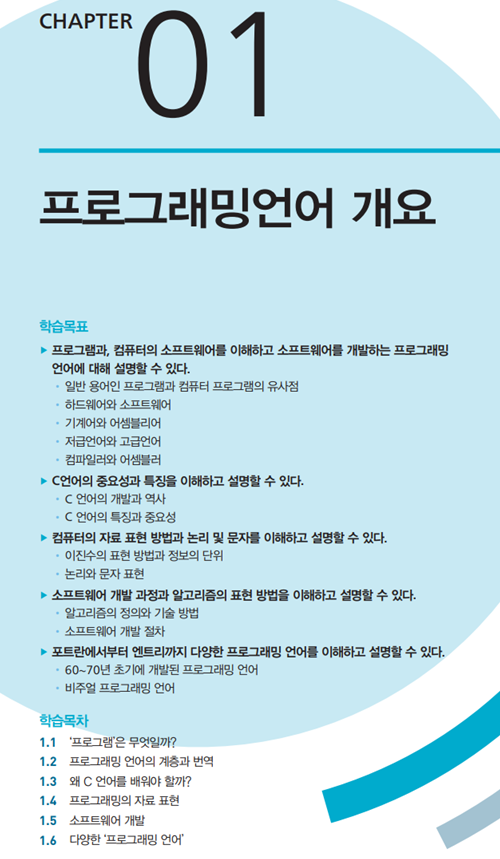 CHAPTER 01
프로그래밍언어 개요
학습목표
▶ 프로그램과, 컴퓨터의 소프트웨어를 이해하고 소프트웨어를 개발하는 프로그래밍
언어에 대해 설명할 수 있다.
• 일반 용어인 프로그램과 컴퓨터 프로그램의 유사점
• 하드웨어와 소프트웨어
• 기계어와 어셈블리어
• 저급언어와 고급언어
• 컴파일러와 어셈블러
▶ C언어의 중요성과 특징을 이해하고 설명할 수 있다.
• C 언어의 개발과 역사
• C 언어의 특징과 중요성
▶ 컴퓨터의 자료 표현 방법과 논리 및 문자를 이해하고 설명할 수 있다.
• 이진수의 표현 방법과 정보의 단위
• 논리와 문자 표현
▶ 소프트웨어 개발 과정과 알고리즘의 표현 방법을 이해하고 설명할 수 있다.
• 알고리즘의 정의와 기술 방법
• 소프트웨어 개발 절차
▶ 포트란에서부터 엔트리까지 다양한 프로그래밍 언어를 이해하고 설명할 수 있다.
• 60~70년 초기에 개발된 프로그래밍 언어
• 비주얼 프로그래밍 언어
학습목차
1.1 '프로그램'은 무엇일까?
1.2 프로그래밍 언어의 계층과 번역
1.3 왜 C 언어를 배워야 할까?
1.4 프로그래밍의 자료 표현
1.5 소프트웨어 개발
1.6 다양한 '프로그래밍 언어'